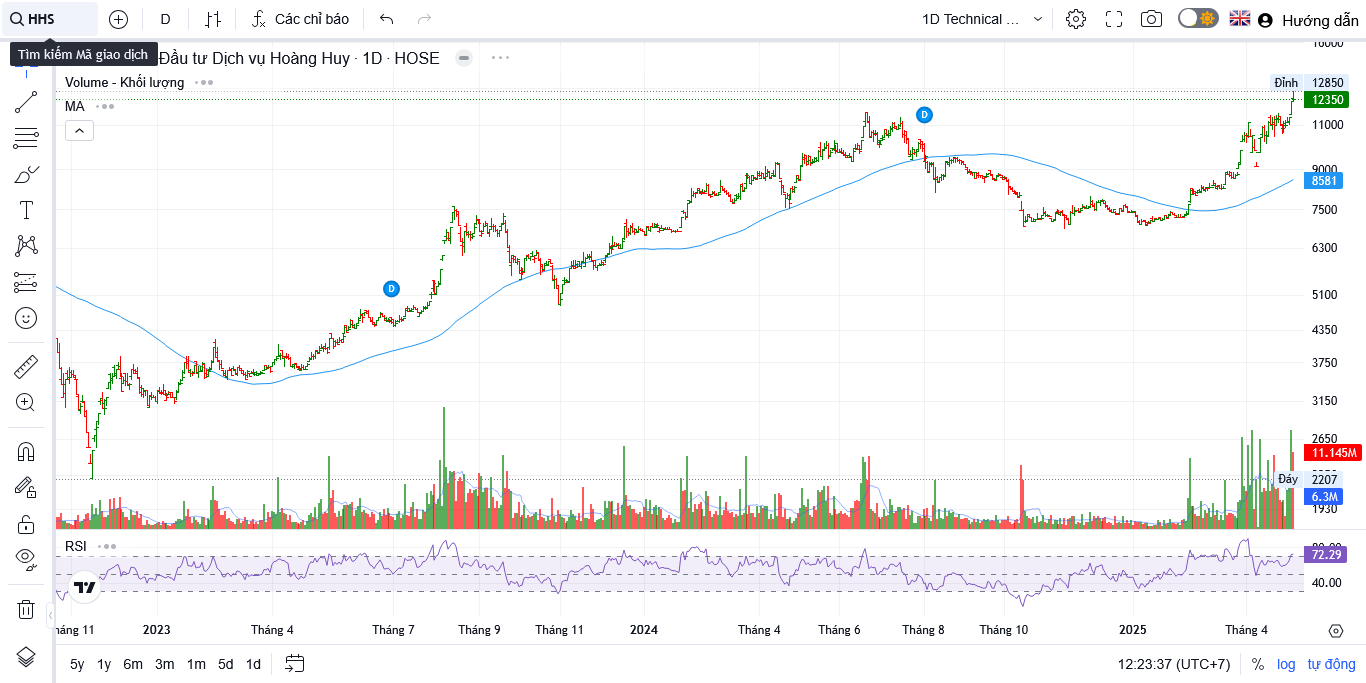 HHS
D
Các chỉ báo
1D Technical ...
Hướng dẫn
Tìm kiếm Mã giao dịch
Đầu tư Dịch vụ Hoàng Huy · 1D · HOSE
Volume - Khối lượng
MA
16000
Đỉnh 12850
12350
11000
9000
8581
7500
6300
5100
4350
3750
3150
2650
11.145M
Đáy 2207
6.3M
1930
D
D
RSI
80.00
72.29
40.00
háng 11 2023 Tháng 4 Tháng 7 Tháng 9 Tháng 11 2024 Tháng 4 Tháng 6 Tháng 8 Tháng 10 2025 Tháng 4
5y 1y 6m 3m 1m 5d 1d
12:23:37 (UTC+7) % log tự động